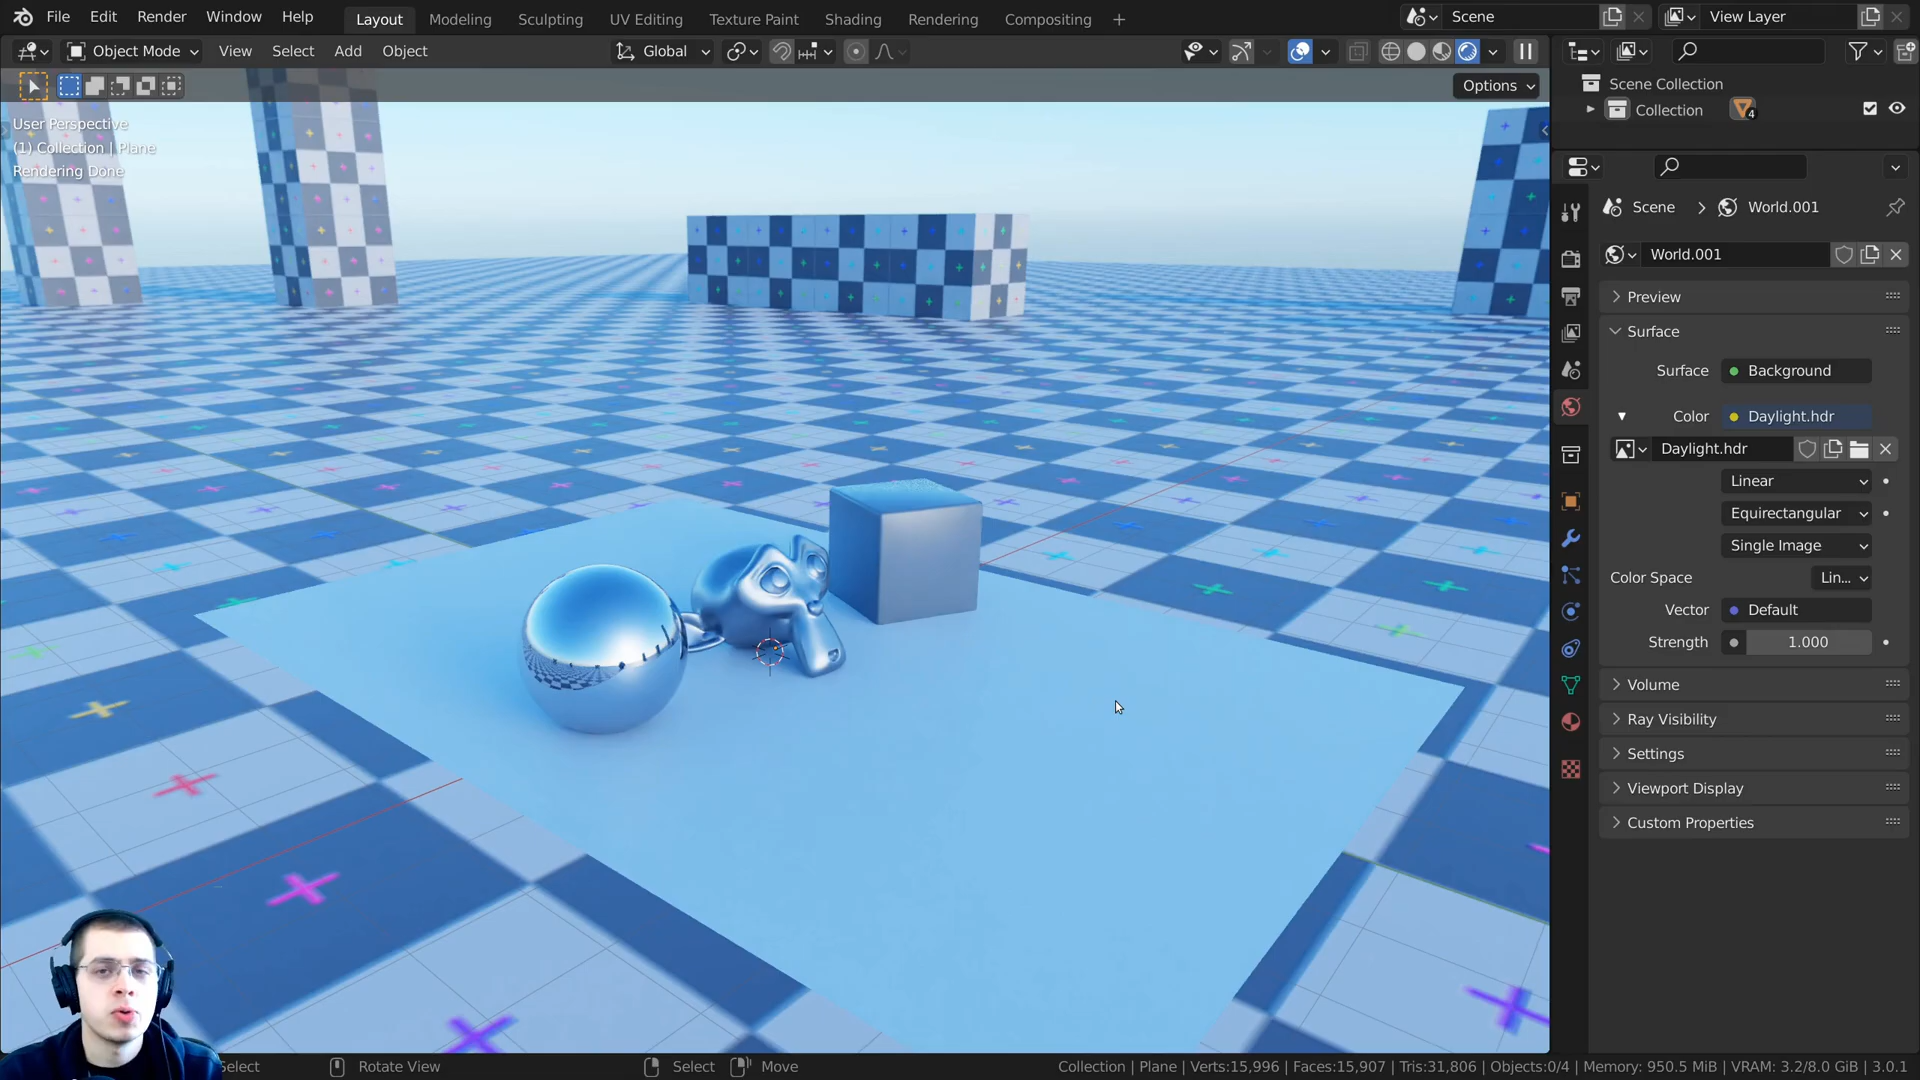 File Edit Render Window Help Layout Modeling Sculpting UV Editing Texture Paint Shading Rendering Compositing + Scene View Layer
Object Mode View Select Add Object Global
Options
User Perspective
(1) Collection | Plane
Rendering Done
Scene Collection
Collection 4
Scene > World.001
World.001
Preview
Surface
Surface Background
Color Daylight.hdr
Daylight.hdr
Linear
Equirectangular
Single Image
Color Space Lin...
Vector Default
Strength 1.000
Volume
Ray Visibility
Settings
Viewport Display
Custom Properties
Select Rotate View Select Move Collection | Plane | Verts:15,996 | Faces:15,907 | Tris:31,806 | Objects:0/4 | Memory: 950.5 MiB | VRAM: 3.2/8.0 GiB | 3.0.1